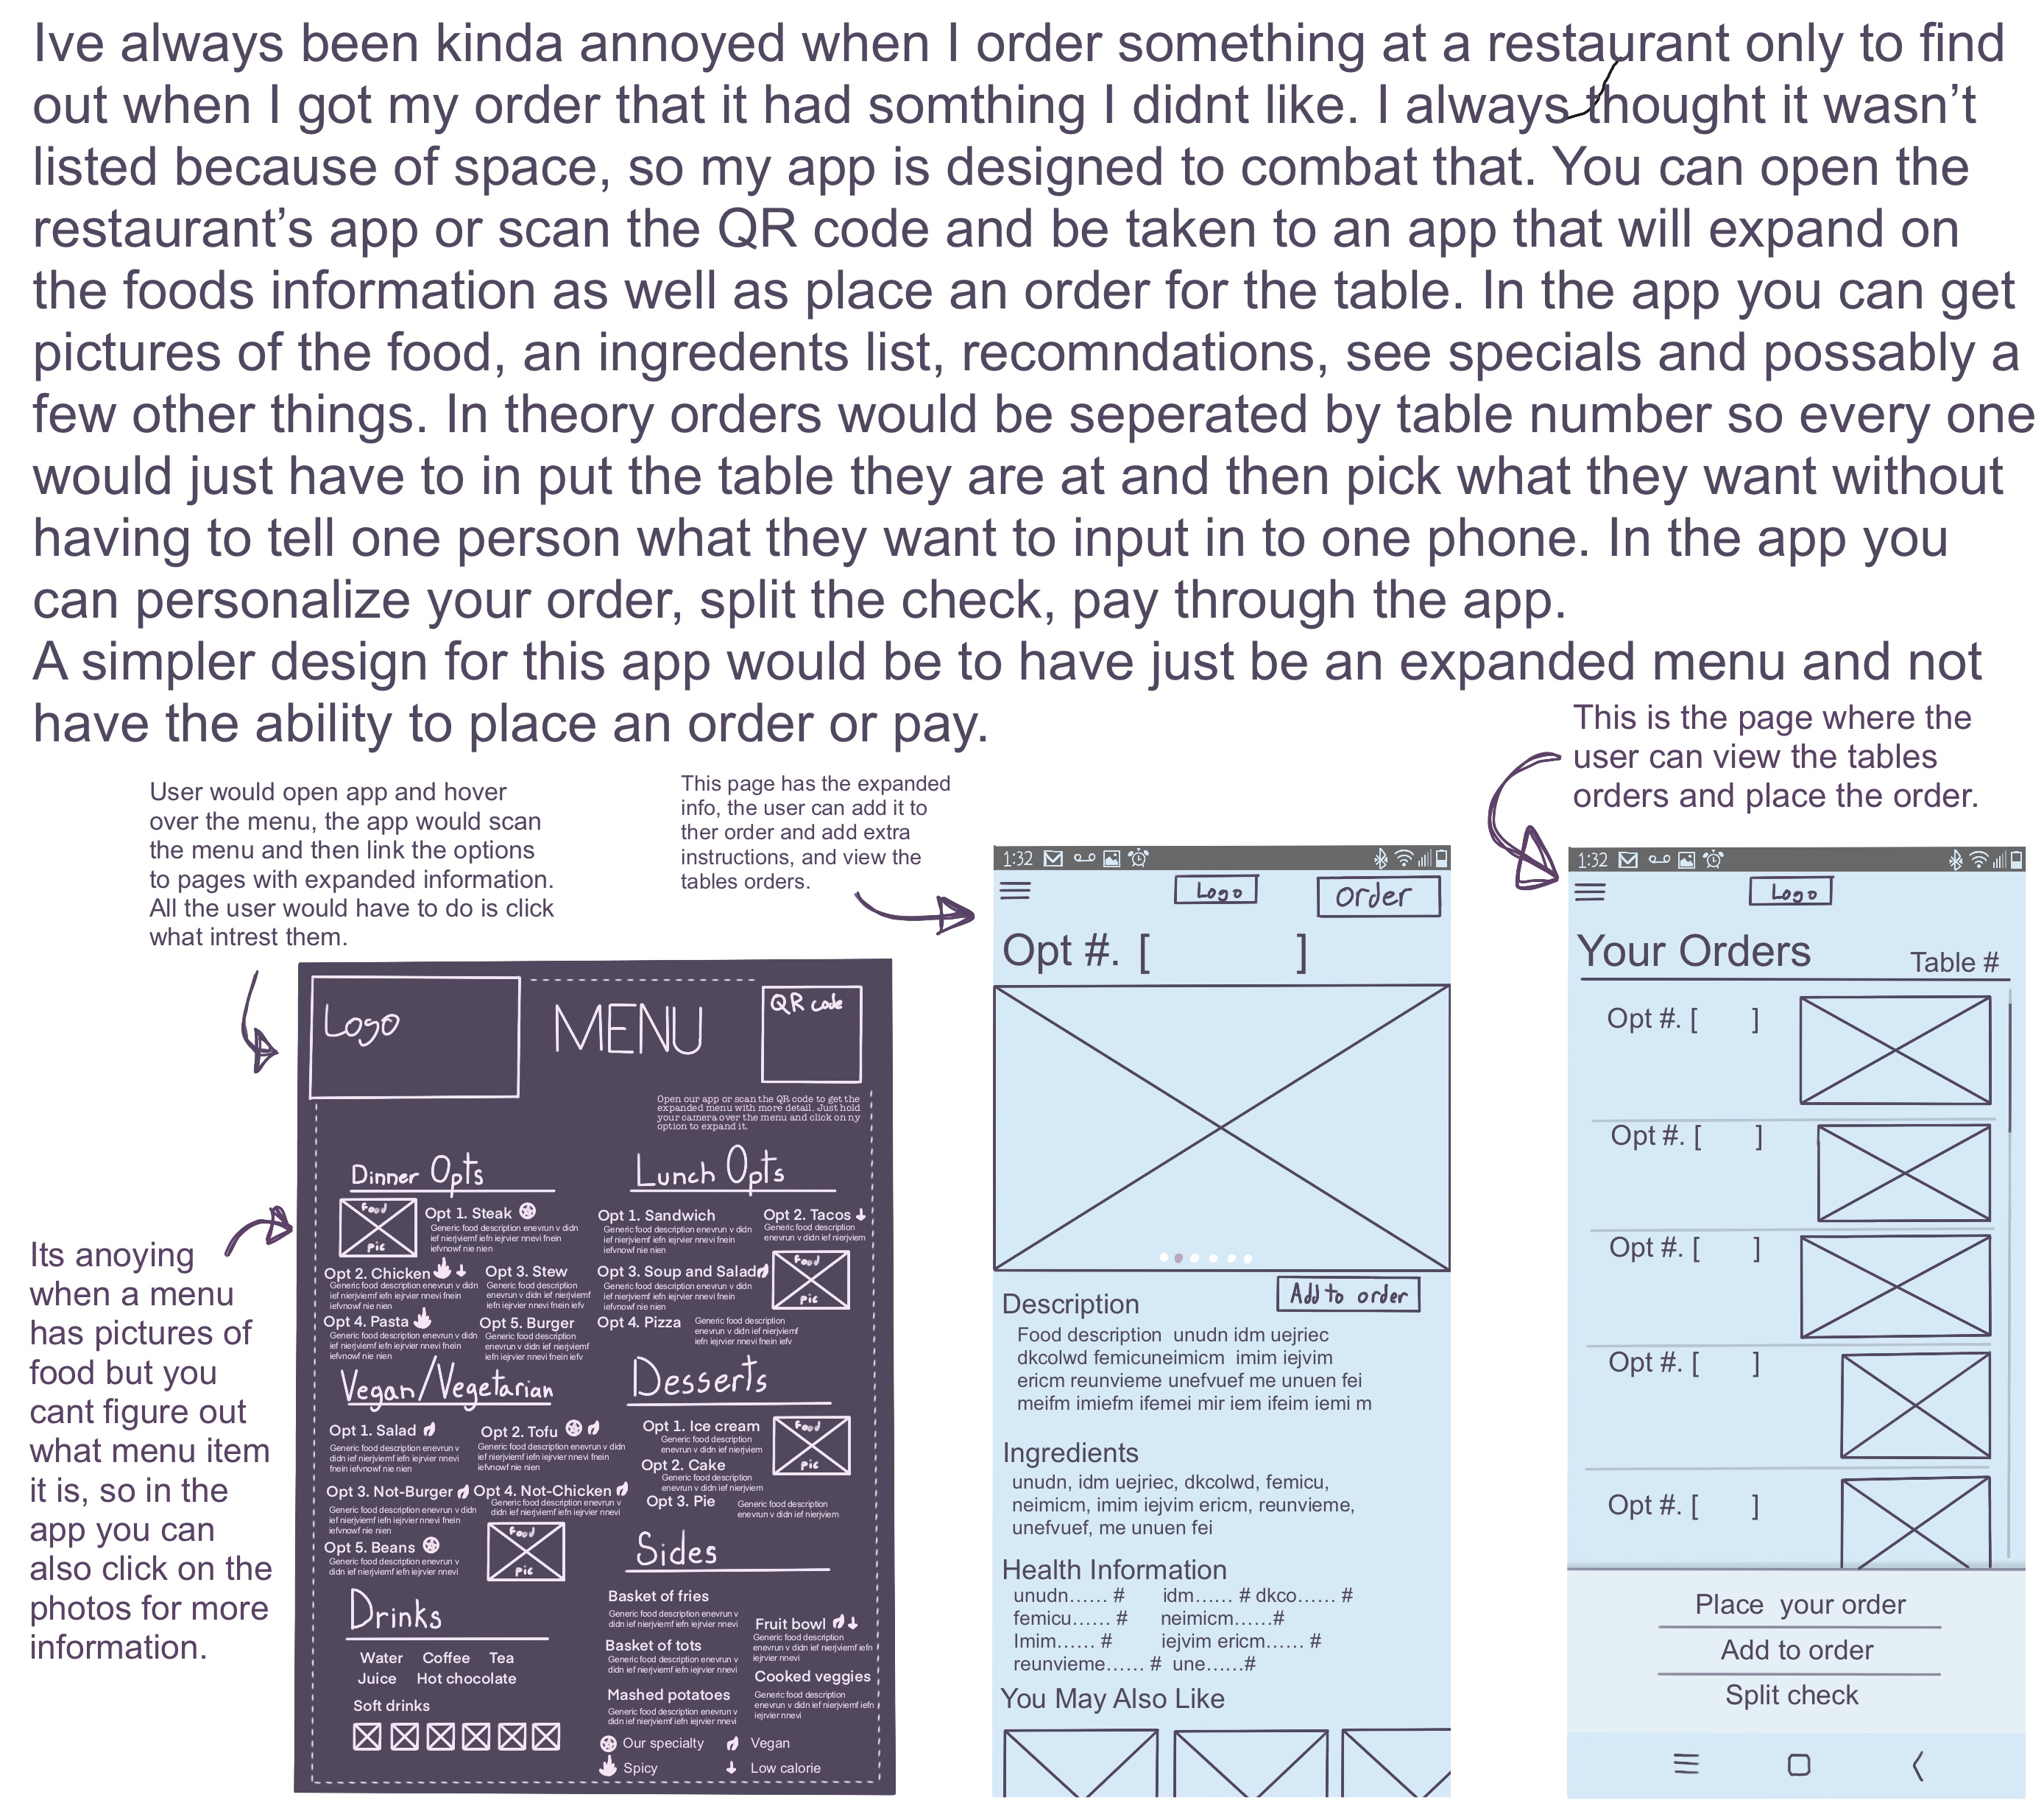 Ive always been kinda annoyed when I order something at a restaurant only to find
out when I got my order that it had somthing I didnt like. I always thought it wasn't
listed because of space, so my app is designed to combat that. You can open the
restaurant's app or scan the QR code and be taken to an app that will expand on
the foods information as well as place an order for the table. In the app you can get
pictures of the food, an ingredents list, recomndations, see specials and possably a
few other things. In theory orders would be seperated by table number so every one
would just have to in put the table they are at and then pick what they want without
having to tell one person what they want to input in to one phone. In the app you
can personalize your order, split the check, pay through the app.
A simpler design for this app would be to have just be an expanded menu and not
have the ability to place an order or pay.
User would open app and hover
over the menu, the app would scan
the menu and then link the options
to pages with expanded information.
All the user would have to do is click
what intrest them.
Its anoying
when a menu
has pictures of
food but you
cant figure out
what menu item
it is, so in the
app you can
also click on the
photos for more
information.
Logo
MENU
QR code
Open our app or scan the QR code to get the
expanded menu with more detail. Just hold
your camera over the menu and click on ny
option to expand it.
Dinner Opts
Food
pic
Opt 1. Steak
Generic food description enevrun v didn
ief nierjviemf iefn iejrvier nnevi fnein
iefvnowf nie nien
Opt 2. Chicken
Generic food description enevrun v didn
ief nierjviemf iefn iejrvier nnevi fnein
iefvnowf nie nien
Opt 3. Stew
Generic food description
enevrun v didn ief nierjviemf
iefn iejrvier nnevi fnein iefv
Opt 4. Pasta
Generic food description enevrun v didn
ief nierjviemf iefn iejrvier nnevi fnein
iefvnowf nie nien
Opt 5. Burger
Generic food description
enevrun v didn ief nierjviemf
iefn iejrvier nnevi fnein iefv
Lunch Opts
Opt 1. Sandwich
Generic food description enevrun v didn
ief nierjviemf iefn iejrvier nnevi fnein
iefvnowf nie nien
Opt 2. Tacos
Generic food description
enevrun v didn ief nierjviem
Opt 3. Soup and Salad
Generic food description enevrun v didn
ief nierjviemf iefn iejrvier nnevi fnein
iefvnowf nie nien
Food
pic
Opt 4. Pizza
Generic food description
enevrun v didn ief nierjviemf
iefn iejrvier nnevi fnein iefv
Vegan/Vegetarian
Opt 1. Salad
Generic food description enevrun v
didn ief nierjviemf iefn iejrvier nnevi
fnein iefvnowf nie nien
Opt 2. Tofu
Generic food description enevrun v didn
ief nierjviemf iefn iejrvier nnevi fnein
iefvnowf nie nien
Opt 3. Not-Burger
Generic food description enevrun v didn
ief nierjviemf iefn iejrvier nnevi fnein
iefvnowf nie nien
Opt 4. Not-Chicken
Generic food description enevrun v
didn ief nierjviemf iefn iejrvier nnevi
Opt 5. Beans
Generic food description enevrun v
didn ief nierjviemf iefn iejrvier nnevi
Food
pic
Desserts
Opt 1. Ice cream
Generic food description
enevrun v didn ief nierjviem
Opt 2. Cake
Generic food description
enevrun v didn ief nierjviem
Food
pic
Opt 3. Pie
Generic food description
enevrun v didn ief nierjviem
Drinks
Water Coffee Tea
Juice Hot chocolate
Soft drinks
Sides
Basket of fries
Generic food description enevrun v
didn ief nierjviemf iefn iejrvier nnevi
Basket of tots
Generic food description enevrun v
didn ief nierjviemf iefn iejrvier nnevi
Mashed potatoes
Generic food description enevrun v
didn ief nierjviemf iefn iejrvier nnevi
Fruit bowl
Generic food description
enevrun v didn ief nierjviemf iefn
iejrvier nnevi
Cooked veggies
Generic food description
enevrun v didn ief nierjviemf iefn
iejrvier nnevi
Our specialty Vegan
Spicy Low calorie
This page has the expanded
info, the user can add it to
ther order and add extra
instructions, and view the
tables orders.
1:32
Logo
Order
Opt #. [ ]
Add to order
Description
Food description unudn idm uejriec
dkcolwd femicuneimicm imim iejvim
ericm reunvieme unefvuef me unuen fei
meifm imiefm ifemei mir iem ifeim iemi m
Ingredients
unudn, idm uejriec, dkcolwd, femicu,
neimicm, imim iejvim ericm, reunvieme,
unefvuef, me unuen fei
Health Information
unudn...... # idm...... # dkco...... #
femicu...... # neimicm......#
Imim...... # iejvim ericm...... #
reunvieme...... # une......#
You May Also Like
This is the page where the
user can view the tables
orders and place the order.
1:32
Logo
Your Orders
Table #
Opt #. [ ]
Opt #. [ ]
Opt #. [ ]
Opt #. [ ]
Opt #. [ ]
Place your order
Add to order
Split check